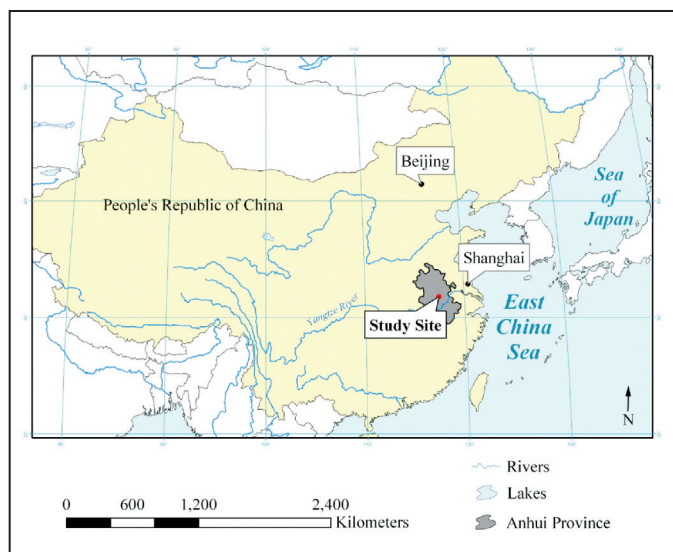 Beijing
People's Republic of China
Sea
of
Japan
Shanghai
Yangtze River
Study Site
East
China
Sea
N
Rivers
Lakes
Anhui Province
0 600 1,200 2,400
Kilometers